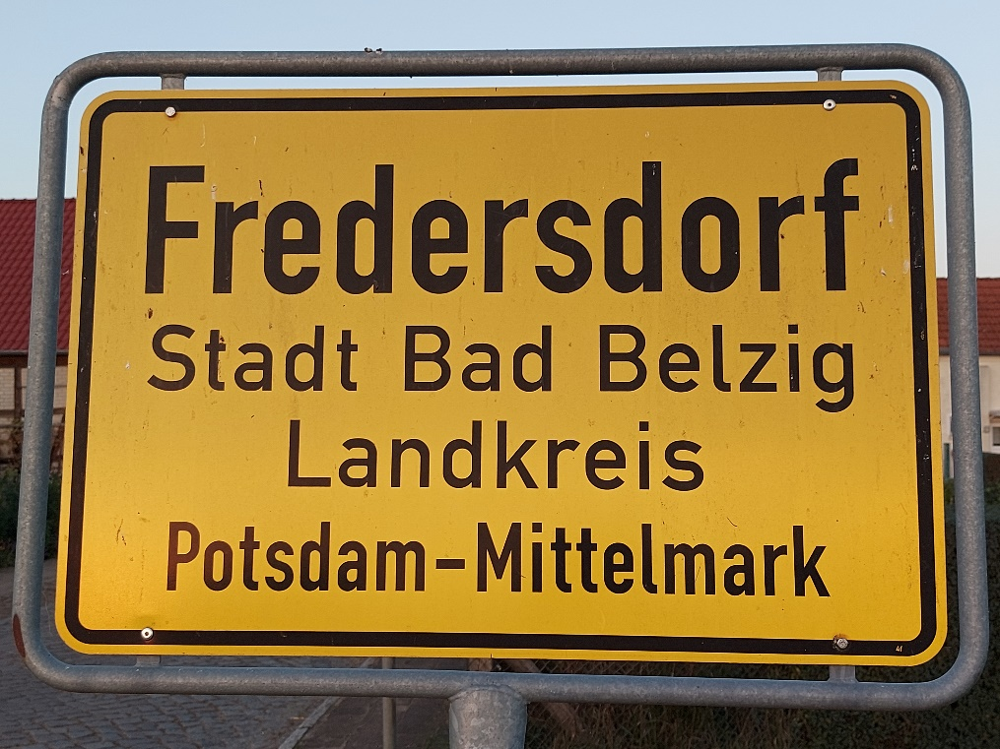 Fredersdorf
Stadt Bad Belzig
Landkreis
Potsdam-Mittelmark